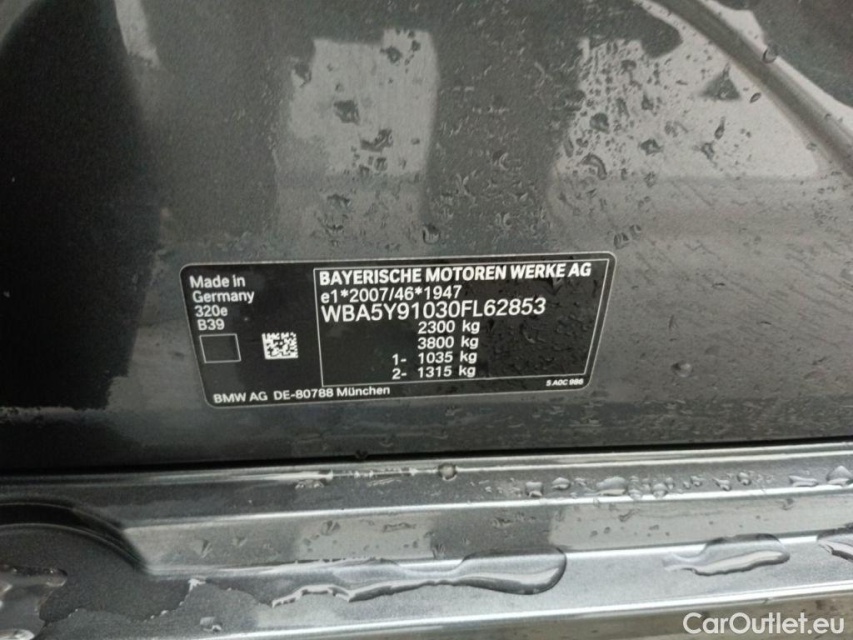 Made in
Germany
320e
B39
BAYERISCHE MOTOREN WERKE AG
e1*2007/46*1947
WBA5Y91030FL62853
2300 kg
3800 kg
1- 1035 kg
2- 1315 kg
BMW AG DE-80788 München
5 A0C 986
CarOutlet.eu